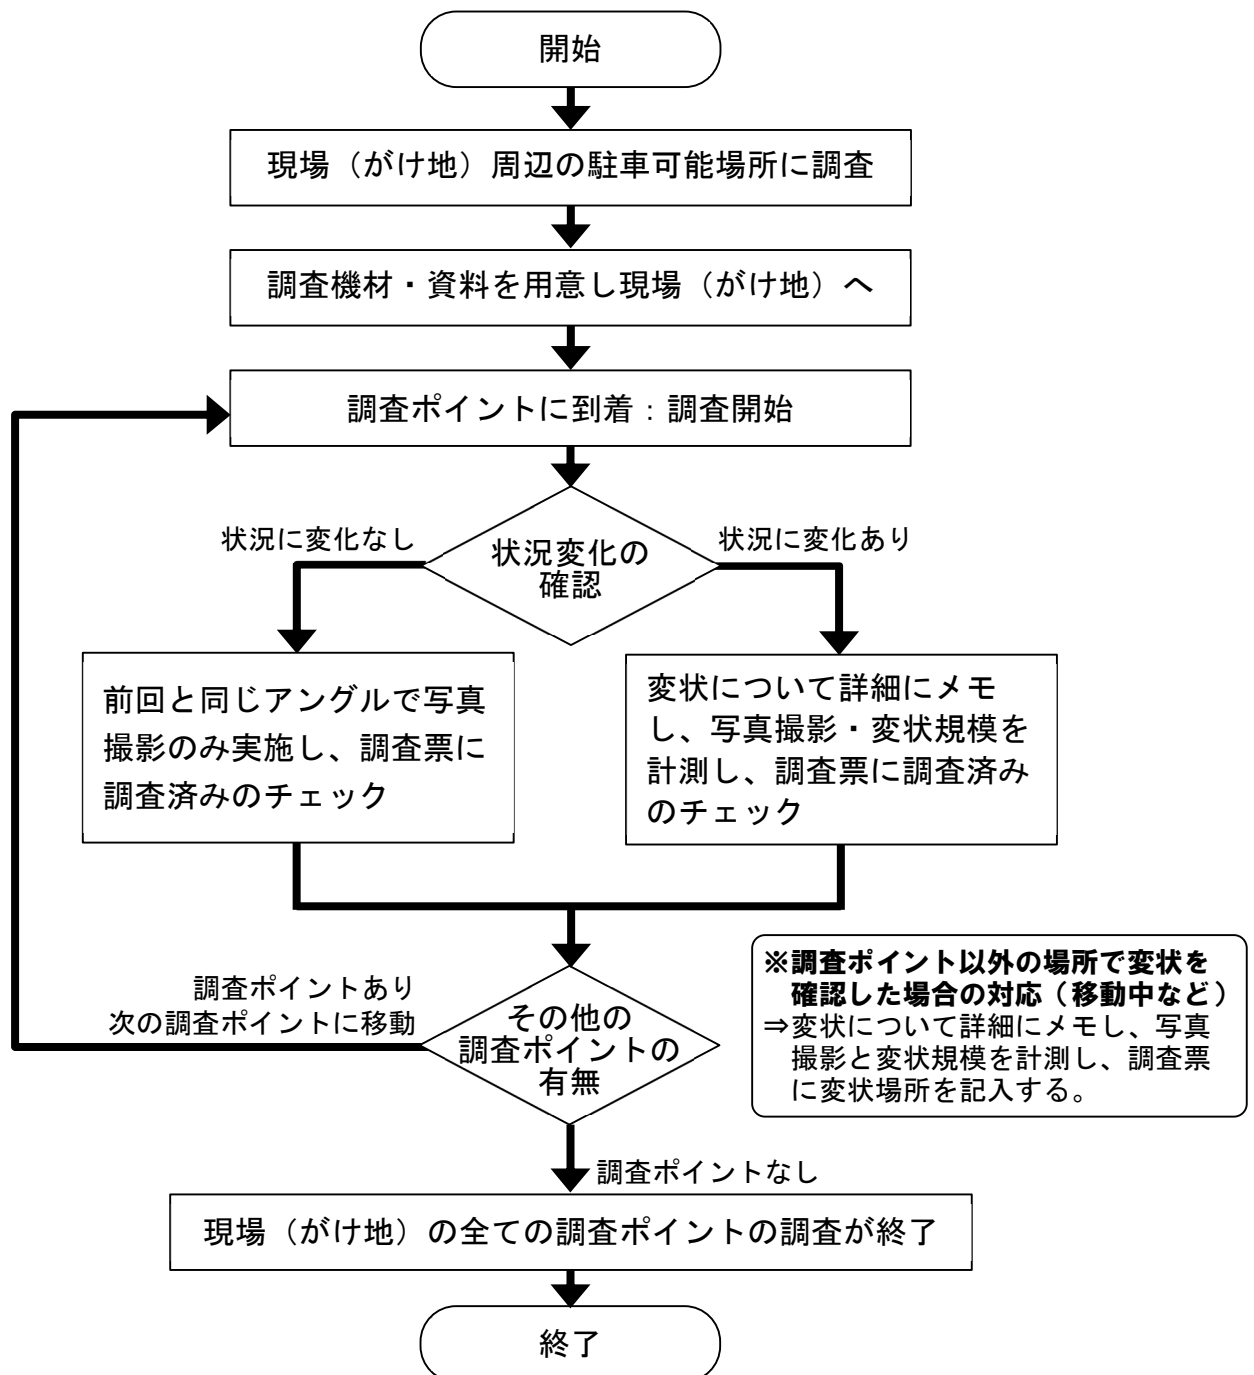 開始
現場（がけ地）周辺の駐車可能場所に調査
調査機材・資料を用意し現場（がけ地）へ
調査ポイントに到着：調査開始
状況に変化なし
状況変化の
確認
状況に変化あり
前回と同じアングルで写真
撮影のみ実施し、調査票に
調査済みのチェック
変状について詳細にメモ
し、写真撮影・変状規模を
計測し、調査票に調査済み
のチェック
調査ポイントあり
次の調査ポイントに移動
その他の
調査ポイントの
有無
※調査ポイント以外の場所で変状を
確認した場合の対応（移動中など）
⇒変状について詳細にメモし、写真
撮影と変状規模を計測し、調査票
に変状場所を記入する。
調査ポイントなし
現場（がけ地）の全ての調査ポイントの調査が終了
終了